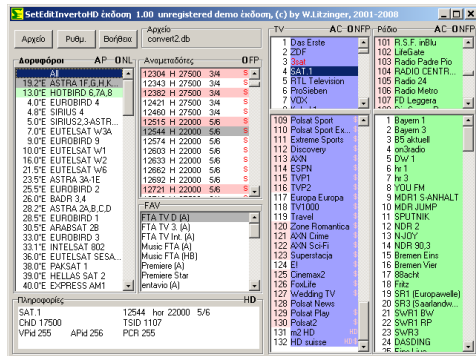 SetEditInvertoHD έκδοση 1.00 unregistered demo έκδοση, (c) by W.Litzinger, 2001-2008
Αρχείο
Ρυθμ.
Βοήθεια
Αρχείο
convert2.db
Δορυφόροι AP ONL
All
19.2°E ASTRA 1F,G,H,K...
13.0°E HOTBIRD 6,7A,8
4.0°E EUROBIRD 4
4.8°E SIRIUS 4
5.0°E SIRIUS2,3-ASTR...
7.0°E EUTELSAT W3A
9.0°E EUROBIRD 9
10.0°E EUTELSAT W1
16.0°E EUTELSAT W2
21.5°E EUTELSAT W6
23.5°E ASTRA 3A-1E
25.5°E EUROBIRD 2
26.0°E BADR 3,4
28.2°E ASTRA 2A,B,C,D
28.5°E EUROBIRD 1
30.5°E ARABSAT 2B
33.0°E EUROBIRD 3
33.1°E INTELSAT 802
36.0°E EUTELSAT SESA...
38.0°E PAKSAT 1
39.0°E HELLAS SAT 2
40.0°E EXPRESS AM1
Αναμεταδότες OFP
12304 H 27500 3/4 S
12343 H 27500 3/4 S
12382 H 27500 3/4 S
12421 H 27500 3/4 S
12460 H 27500 3/4 S
12515 H 22000 5/6 S
12544 H 22000 5/6 S
12574 H 22000 5/6 S
12603 H 22000 5/6 S
12633 H 22000 5/6 S
12662 H 22000 5/6 S
12692 H 22000 5/6 S
12721 H 22000 5/6 S
FAV
FTA TV D (A)
FTA TV 3. (A)
FTA TV Int. (A)
Music FTA (A)
Music FTA (HB)
Premiere (A)
Premiere Star
entavio (A)
Πληροφορίες HD
SAT.1 12544 hor 22000 5/6
CHD 17500 TSID 1107
VPid 255 APid 256 PCR 255
TV AC ONFP
1 Das Erste
2 ZDF
3 3sat
4 SAT.1
5 RTL Television
6 ProSieben
7 VOX
109 Polsat Sport
110 Polsat Sport Ex...
111 Extreme Sports
112 Discovery
113 AXN
114 ESPN
115 TVP1
116 TVP2
117 Europa Europa
118 TV1000
119 Travel
120 Zone Romantica
121 AXN Crime
122 AXN Sci-Fi
123 Superstacja
124 E!
125 Cinemax2
126 FoxLife
127 Wedding TV
128 Polsat News
129 Polsat Play
130 Polsat2
131 m2 HD HD
132 HD suisse HD
Ράδιο AC ONFP
101 R.S.F. inBlu
102 LifeGate
103 Radio Padre Pio
104 RADIO CENTR...
105 Radio 24
106 Radio Metro
107 FD Leggera
1 Bayern 1
2 Bayern 3
3 B5 aktuell
4 on3radio
5 DW 1
6 hr 1
7 hr 3
8 YOU FM
9 MDR1 S-ANHALT
10 MDR JUMP
11 SPUTNIK
12 NDR 2
13 N-JOY
14 NDR 90,3
15 Bremen Eins
16 Bremen Vier
17 88acht
18 Fritz
19 SR1 (Europawelle)
20 SR3 (Saarlandw...
21 SWR1 BW
22 SWR1 RP
23 SWR3
24 DASDING
25 Eins Live